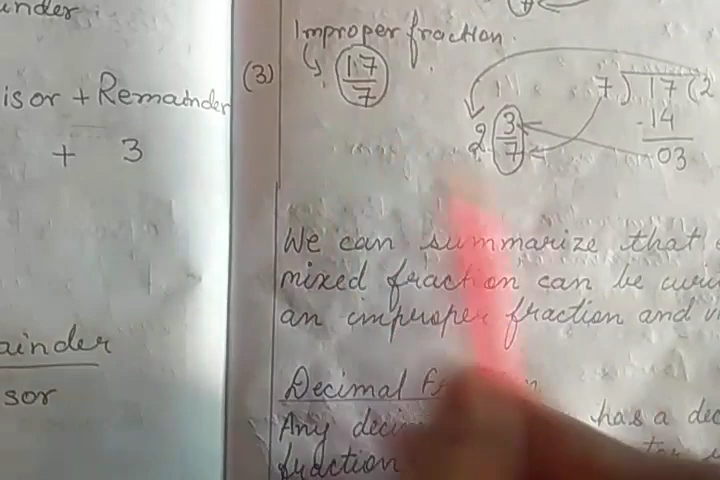 isor + Remainder
+ 3
ainder
sor
Improper fraction.
(3) 17/7
2 3/7
7) 17 (2
-14
03
We can summarize that
mixed fraction can be
an improper fraction and
Decimal
Any has a dec
fraction